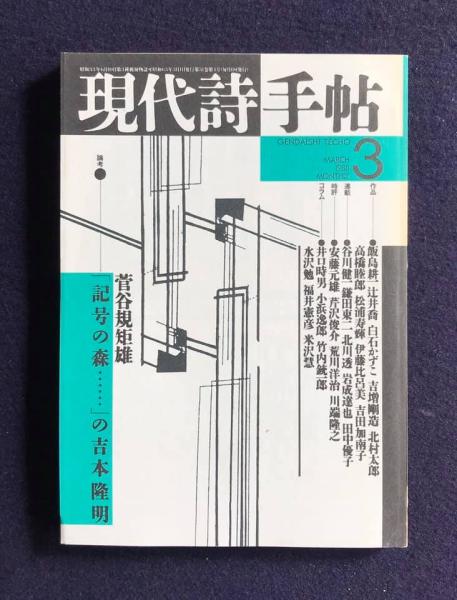 現代詩手帖
GENDAISHI TECHO
3
MARCH
1988
MONTHLY
作品
連載
時評
コラム
●飯島耕一 辻井喬 白石かずこ 吉増剛造 北村太郎
高橋睦郎 松浦寿輝 伊藤比呂美 吉田加南子
●谷川健一 鎌田東二 北川透 岩成達也 田中優子
●安藤元雄 芹沢俊介 荒川洋治 川端隆之
●井口時男 小浜逸郎 竹内銃一郎
水沢勉 福井憲彦 米沢慧
論考●
菅谷規矩雄
「記号の森……」の吉本隆明